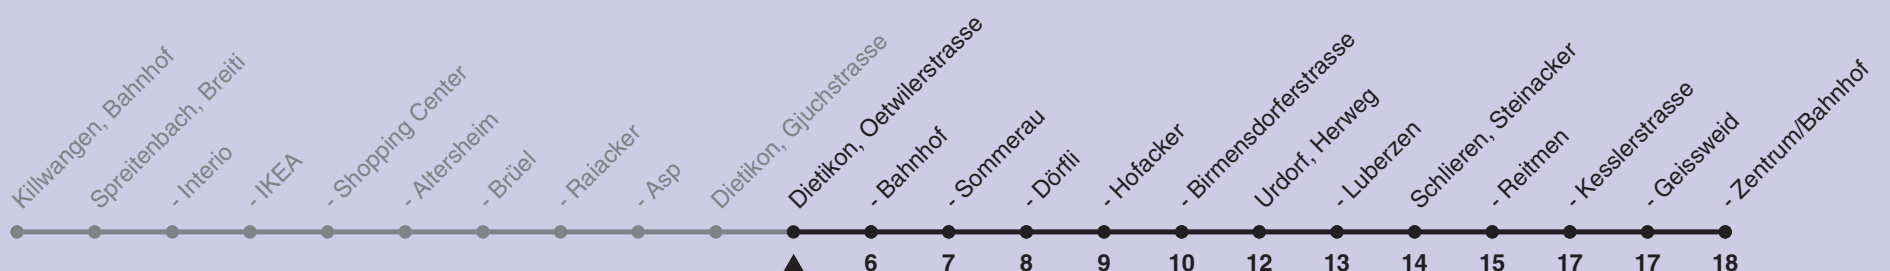 Killwangen, Bahnhof
Spreitenbach, Breiti
- Interio
- IKEA
- Shopping Center
- Altersheim
- Brüel
- Raiacker
- Asp
Dietikon, Gjuchstrasse
Dietikon, Oetwilerstrasse
- Bahnhof
- Sommerau
- Dörfli
- Hofacker
- Birmensdorferstrasse
Urdorf, Herweg
- Luberzen
Schlieren, Steinacker
- Reitmen
- Kesslerstrasse
- Geissweid
- Zentrum/Bahnhof
6 7 8 9 10 12 13 14 15 17 17 18